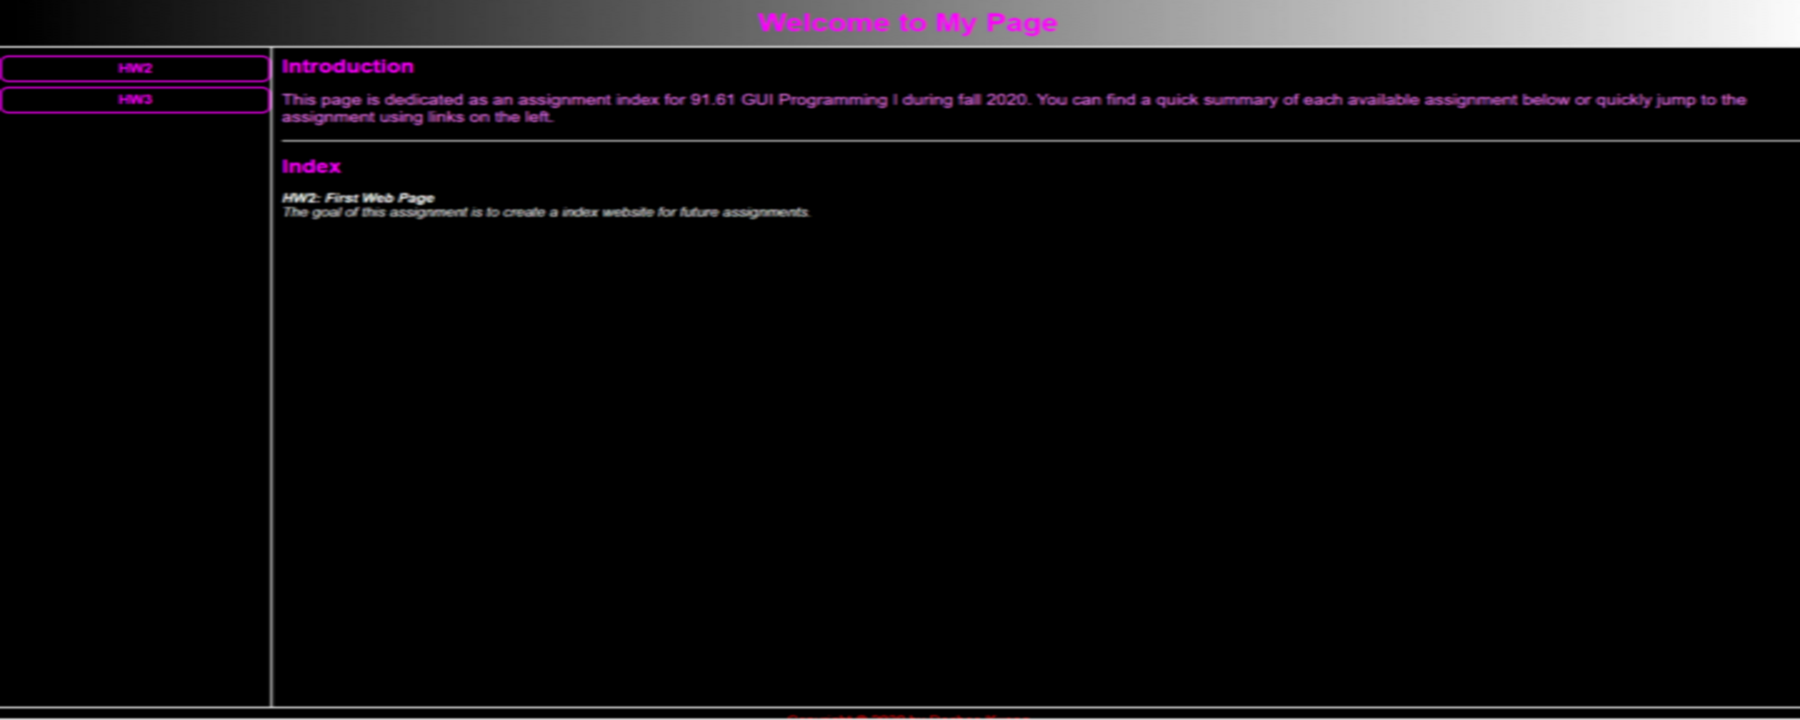 Welcome to My Page
HW2
HW3
Introduction
This page is dedicated as an assignment index for 91.61 GUI Programming I during fall 2020. You can find a quick summary of each available assignment below or quickly jump to the
assignment using links on the left.
Index
HW2: First Web Page
The goal of this assignment is to create a index website for future assignments.